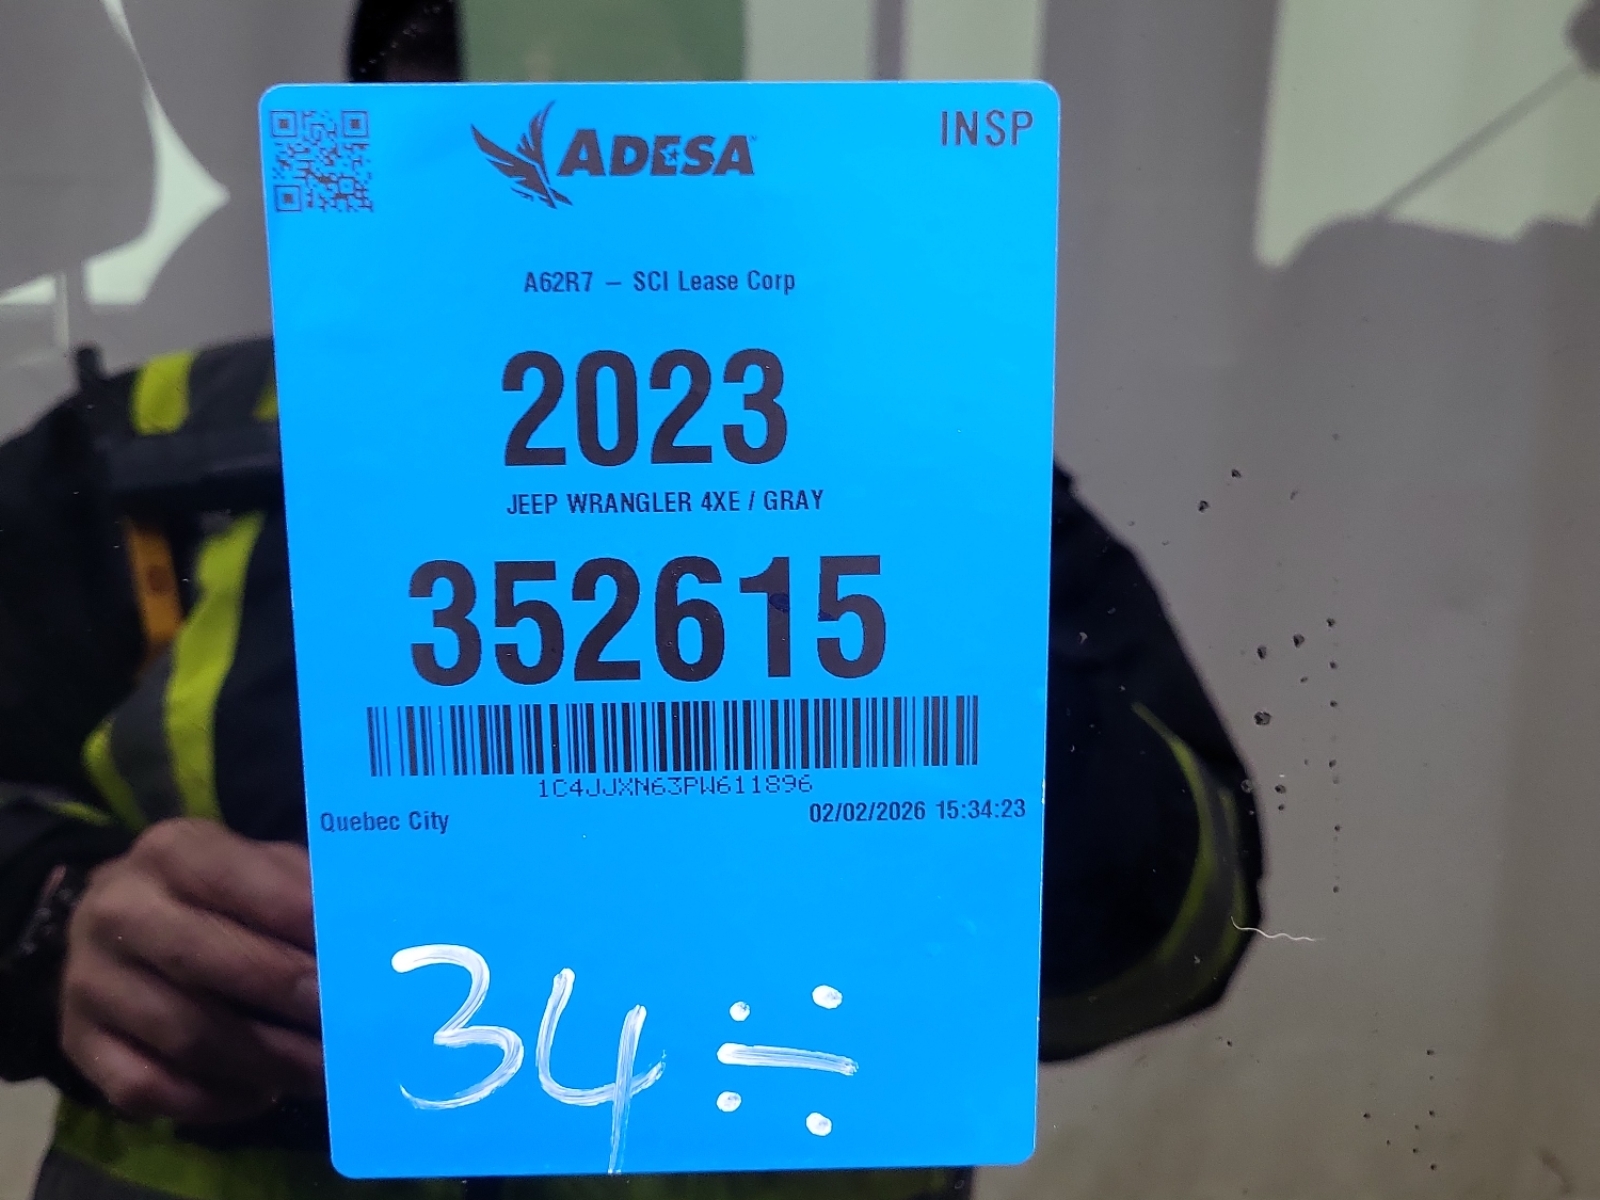 ADESA
INSP
A62R7 – SCI Lease Corp
2023
JEEP WRANGLER 4XE / GRAY
352615
1C4JJXN63PW611896
Quebec City
02/02/2026 15:34:23
34